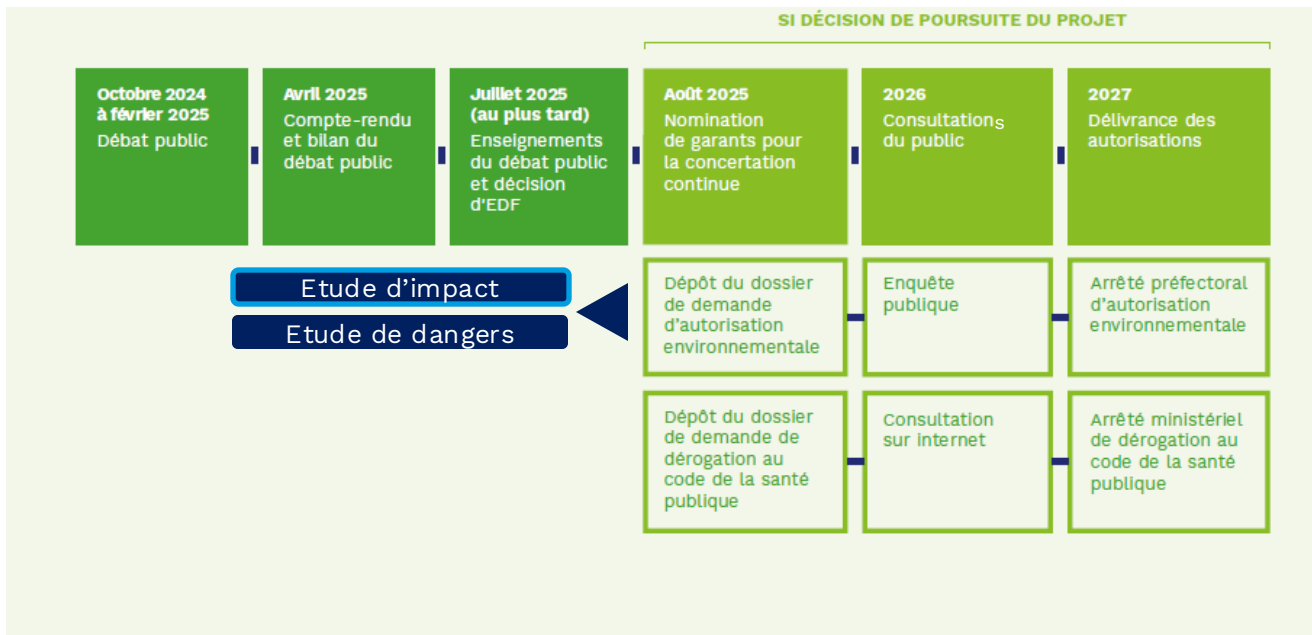 SI DÉCISION DE POURSUITE DU PROJET
Octobre 2024
à février 2025
Débat public
Avril 2025
Compte-rendu
et bilan du
débat public
Juillet 2025
(au plus tard)
Enseignements
du débat public
et décision
d'EDF
Août 2025
Nomination
de garants pour
la concertation
continue
2026
Consultations
du public
2027
Délivrance des
autorisations
Etude d’impact
Etude de dangers
Dépôt du dossier
de demande
d'autorisation
environnementale
Enquête
publique
Arrêté préfectoral
d'autorisation
environnementale
Dépôt du dossier
de demande de
dérogation au
code de la santé
publique
Consultation
sur internet
Arrêté ministériel
de dérogation au
code de la santé
publique